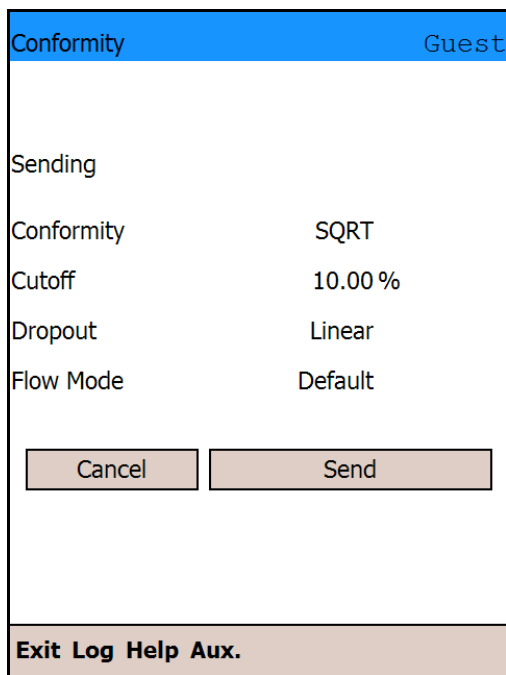 Conformity Guest
Sending
Conformity SQRT
Cutoff 10.00 %
Dropout Linear
Flow Mode Default
Cancel Send
Exit Log Help Aux.